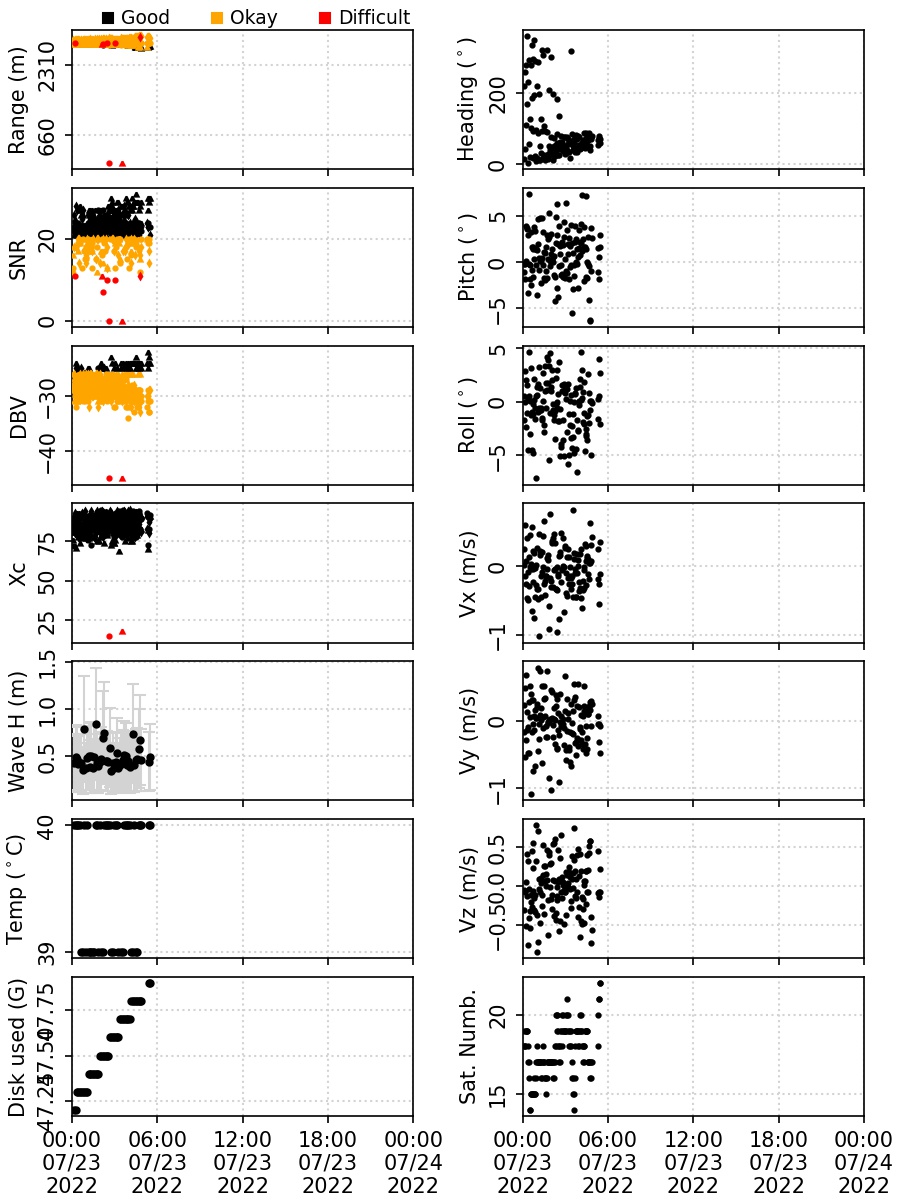 Good Okay Difficult
Range (m)
2310
660
Heading (°)
200
0
SNR
20
0
Pitch (°)
5
0
−5
DBV
−30
−40
Roll (°)
5
0
−5
Xc
75
50
25
Vx (m/s)
0
−1
Wave H (m)
1.5
1.0
0.5
Vy (m/s)
0
−1
Temp (°C)
40
39
Vz (m/s)
0.5
0.0
−0.5
Disk used (G)
47.75
47.50
47.25
Sat. Numb.
20
15
00:00 06:00 12:00 18:00 00:00
07/23 07/23 07/23 07/23 07/24
2022 2022 2022 2022 2022
00:00 06:00 12:00 18:00 00:00
07/23 07/23 07/23 07/23 07/24
2022 2022 2022 2022 2022